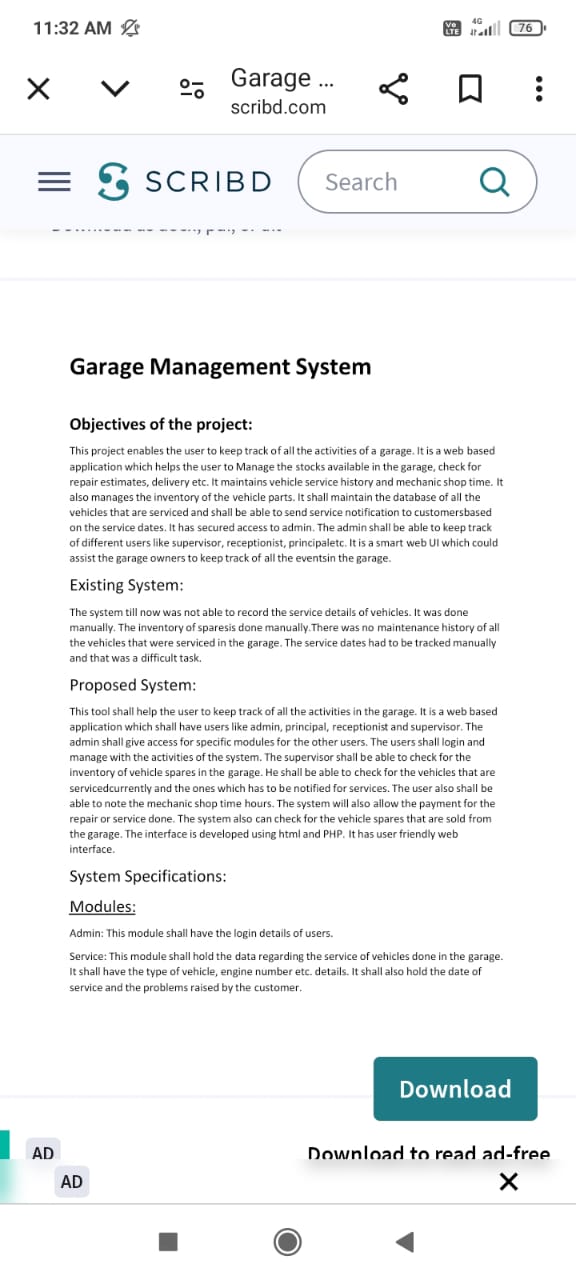 11:32 AM
Vo LTE 4G 76
Garage ...
scribd.com
SCRIBD
Search
Garage Management System
Objectives of the project:
This project enables the user to keep track of all the activities of a garage. It is a web based
application which helps the user to Manage the stocks available in the garage, check for
repair estimates, delivery etc. It maintains vehicle service history and mechanic shop time. It
also manages the inventory of the vehicle parts. It shall maintain the database of all the
vehicles that are serviced and shall be able to send service notification to customersbased
on the service dates. It has secured access to admin. The admin shall be able to keep track
of different users like supervisor, receptionist, principaletc. It is a smart web UI which could
assist the garage owners to keep track of all the eventsin the garage.
Existing System:
The system till now was not able to record the service details of vehicles. It was done
manually. The inventory of sparesis done manually.There was no maintenance history of all
the vehicles that were serviced in the garage. The service dates had to be tracked manually
and that was a difficult task.
Proposed System:
This tool shall help the user to keep track of all the activities in the garage. It is a web based
application which shall have users like admin, principal, receptionist and supervisor. The
admin shall give access for specific modules for the other users. The users shall login and
manage with the activities of the system. The supervisor shall be able to check for the
inventory of vehicle spares in the garage. He shall be able to check for the vehicles that are
servicedcurrently and the ones which has to be notified for services. The user also shall be
able to note the mechanic shop time hours. The system will also allow the payment for the
repair or service done. The system also can check for the vehicle spares that are sold from
the garage. The interface is developed using html and PHP. It has user friendly web
interface.
System Specifications:
Modules:
Admin: This module shall have the login details of users.
Service: This module shall hold the data regarding the service of vehicles done in the garage.
It shall have the type of vehicle, engine number etc. details. It shall also hold the date of
service and the problems raised by the customer.
Download
AD
Download to read ad-free
AD